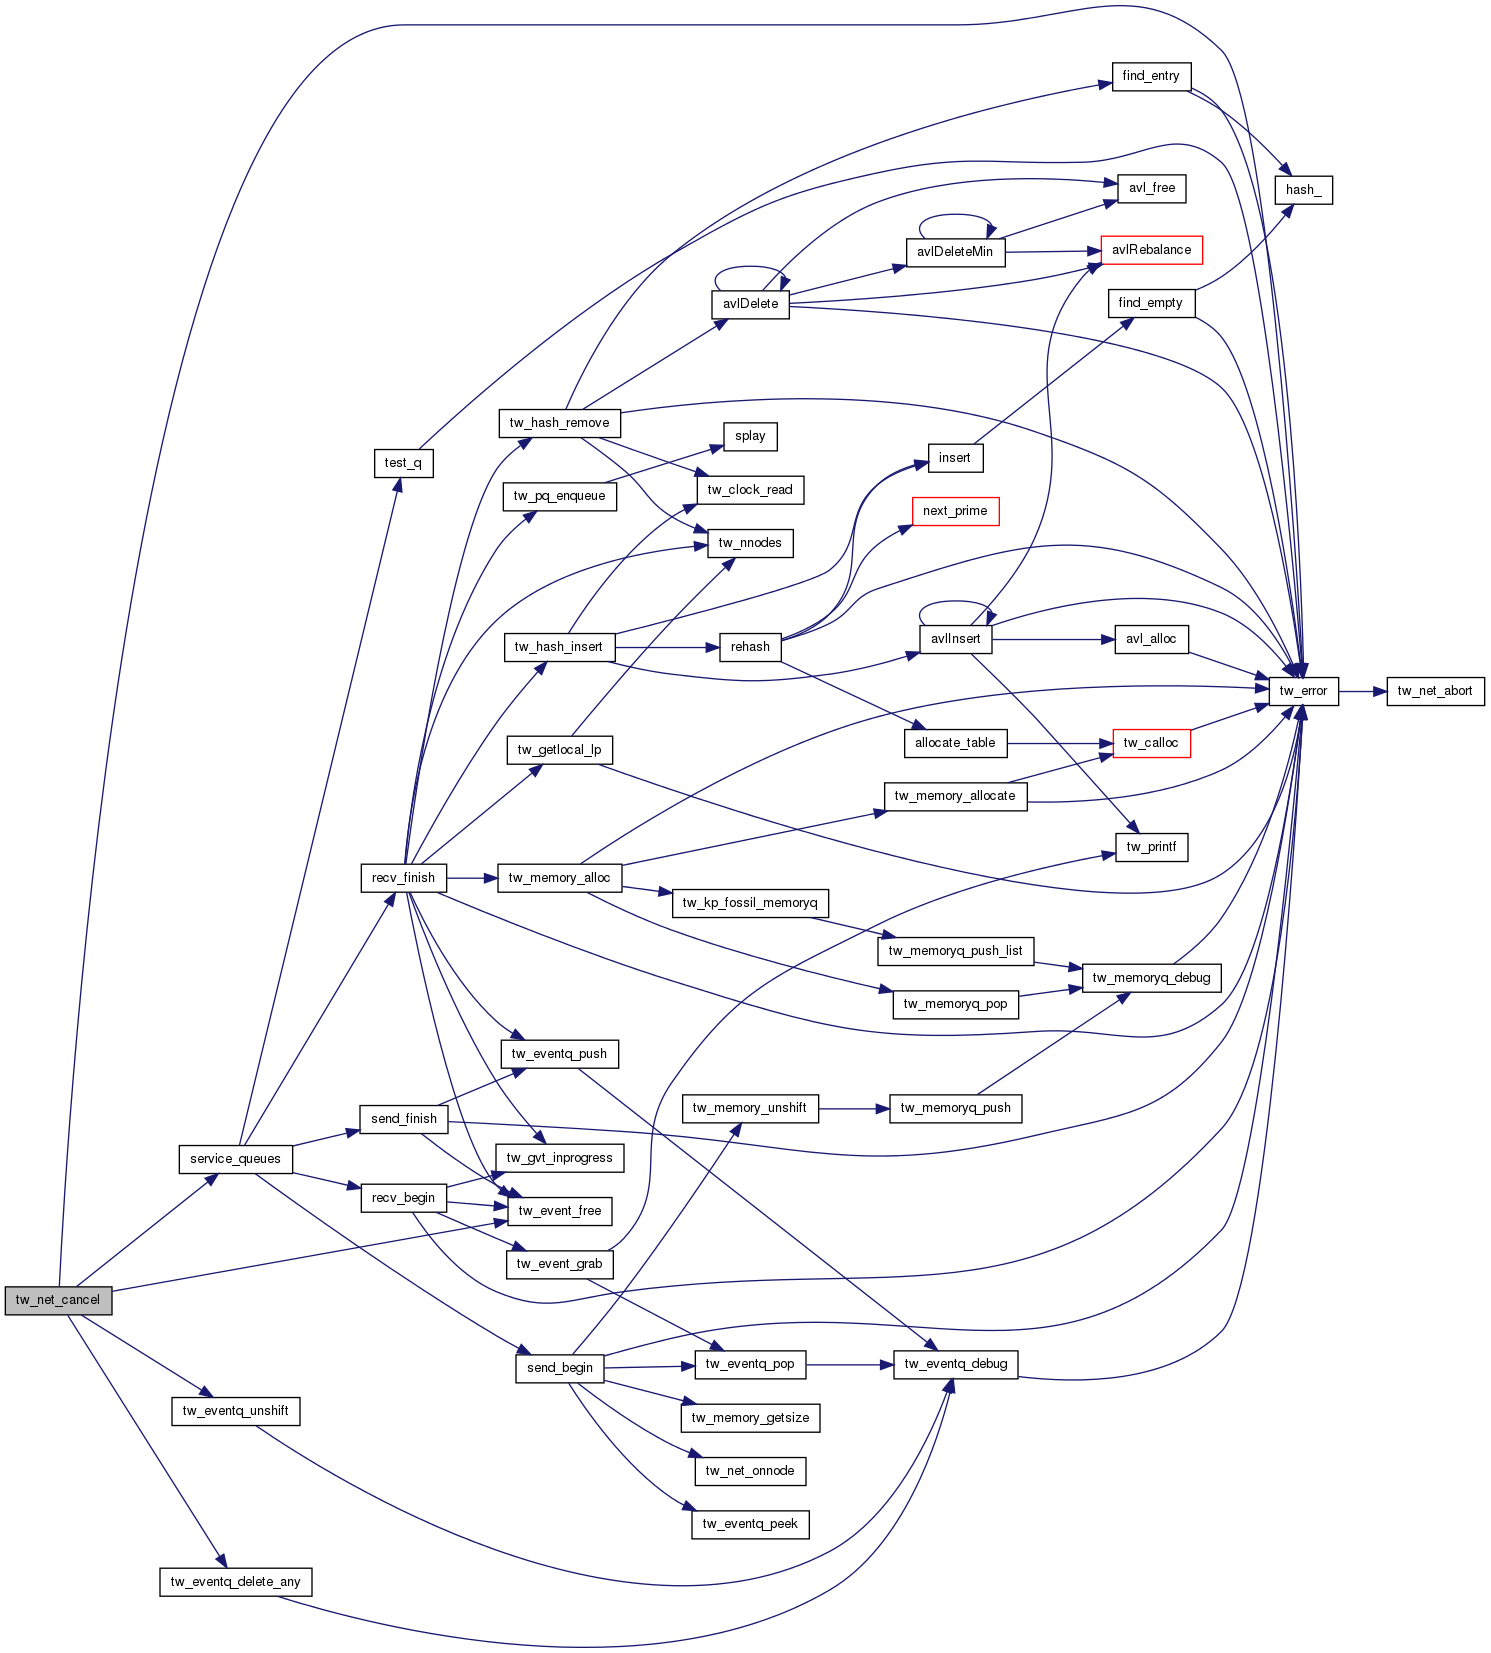 find_entry
avl_free
hash_
avlDeleteMin
avlRebalance
avlDelete
find_empty
tw_hash_remove
splay
test_q
insert
tw_pq_enqueue
tw_clock_read
next_prime
tw_nnodes
tw_hash_insert
rehash
avlInsert
avl_alloc
tw_error
tw_net_abort
tw_getlocal_lp
allocate_table
tw_calloc
tw_memory_allocate
tw_printf
recv_finish
tw_memory_alloc
tw_kp_fossil_memoryq
tw_memoryq_push_list
tw_memoryq_debug
tw_memoryq_pop
tw_eventq_push
send_finish
tw_memory_unshift
tw_memoryq_push
service_queues
tw_gvt_inprogress
recv_begin
tw_event_free
tw_event_grab
tw_net_cancel
send_begin
tw_eventq_pop
tw_eventq_debug
tw_eventq_unshift
tw_memory_getsize
tw_net_onnode
tw_eventq_peek
tw_eventq_delete_any